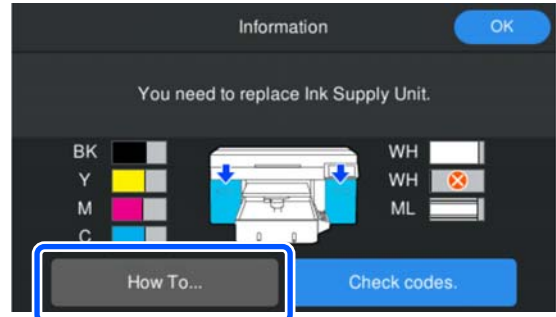 Information
OK
You need to replace Ink Supply Unit.
BK
WH
Y
WH
M
ML
C
How To...
Check codes.